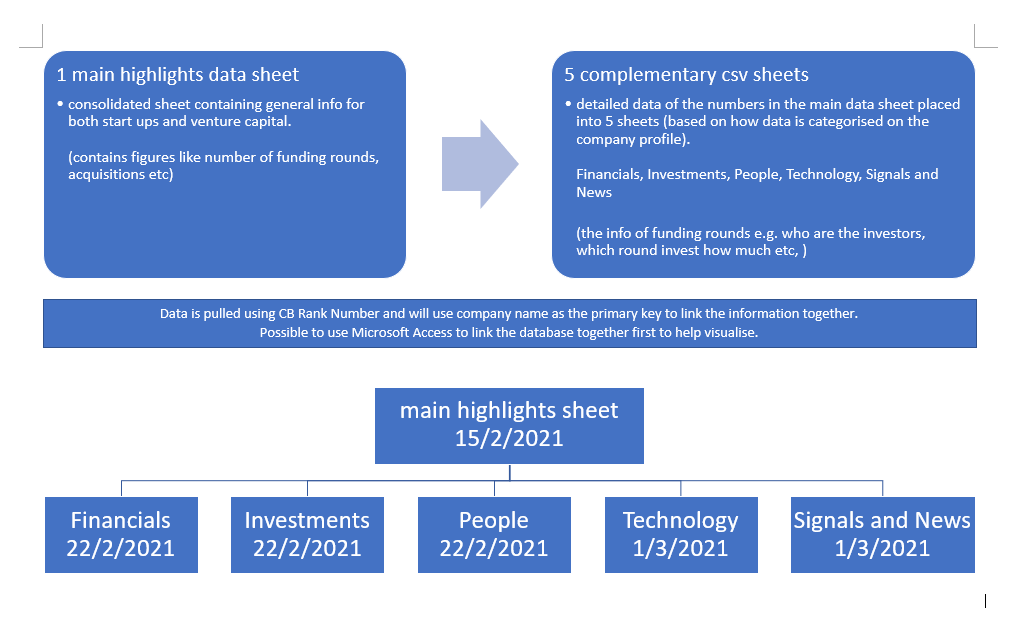 1 main highlights data sheet
• consolidated sheet containing general info for
both start ups and venture capital.
(contains figures like number of funding rounds,
acquisitions etc)
5 complementary csv sheets
• detailed data of the numbers in the main data sheet placed
into 5 sheets (based on how data is categorised on the
company profile).
Financials, Investments, People, Technology, Signals and
News
(the info of funding rounds e.g. who are the investors,
which round invest how much etc, )
Data is pulled using CB Rank Number and will use company name as the primary key to link the information together.
Possible to use Microsoft Access to link the database together first to help visualise.
main highlights sheet
15/2/2021
Financials
22/2/2021
Investments
22/2/2021
People
22/2/2021
Technology
1/3/2021
Signals and News
1/3/2021